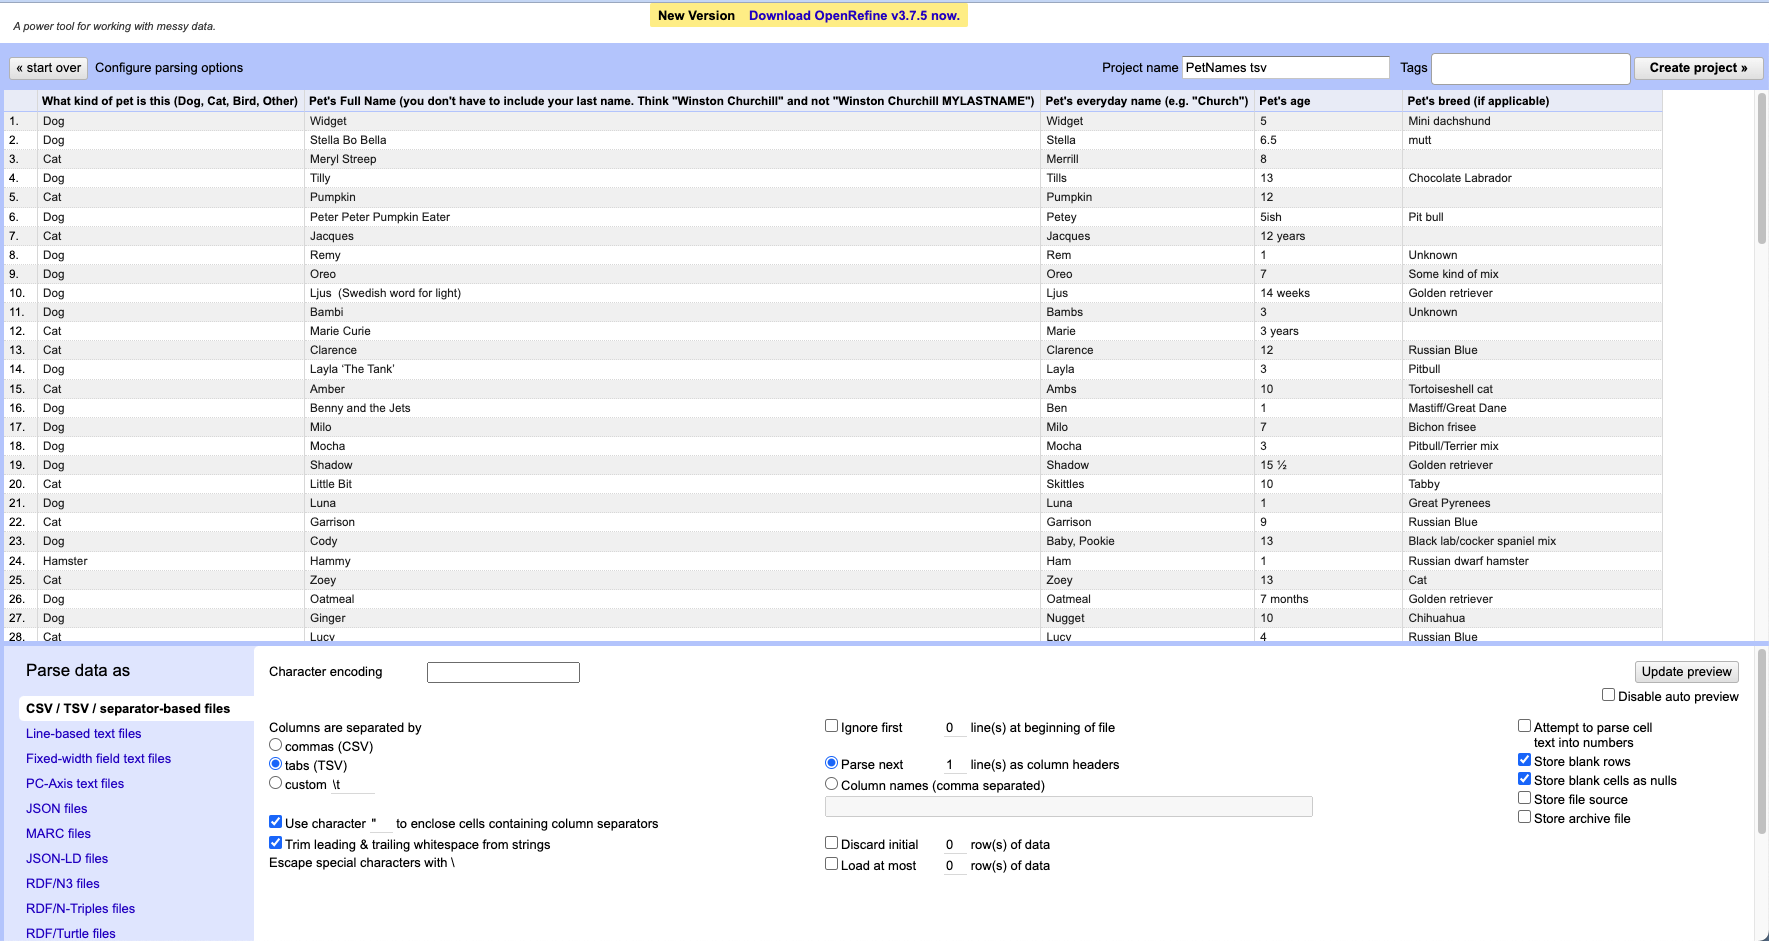 New Version Download OpenRefine v3.7.5 now.
A power tool for working with messy data.
« start over Configure parsing options Project name PetNames tsv Tags Create project »
What kind of pet is this (Dog, Cat, Bird, Other) Pet's Full Name (you don't have to include your last name. Think "Winston Churchill" and not "Winston Churchill MYLASTNAME") Pet's everyday name (e.g. "Church") Pet's age Pet's breed (if applicable)
1. Dog Widget Widget 5 Mini dachshund
2. Dog Stella Bo Bella Stella 6.5 mutt
3. Cat Meryl Streep Merrill 8
4. Dog Tilly Tills 13 Chocolate Labrador
5. Cat Pumpkin Pumpkin 12
6. Dog Peter Peter Pumpkin Eater Petey 5ish Pit bull
7. Cat Jacques Jacques 12 years
8. Dog Remy Rem 1 Unknown
9. Dog Oreo Oreo 7 Some kind of mix
10. Dog Ljus  (Swedish word for light) Ljus 14 weeks Golden retriever
11. Dog Bambi Bambs 3 Unknown
12. Cat Marie Curie Marie 3 years
13. Cat Clarence Clarence 12 Russian Blue
14. Dog Layla ‘The Tank’ Layla 3 Pitbull
15. Cat Amber Ambs 10 Tortoiseshell cat
16. Dog Benny and the Jets Ben 1 Mastiff/Great Dane
17. Dog Milo Milo 7 Bichon frisee
18. Dog Mocha Mocha 3 Pitbull/Terrier mix
19. Dog Shadow Shadow 15 ½ Golden retriever
20. Cat Little Bit Skittles 10 Tabby
21. Dog Luna Luna 1 Great Pyrenees
22. Cat Garrison Garrison 9 Russian Blue
23. Dog Cody Baby, Pookie 13 Black lab/cocker spaniel mix
24. Hamster Hammy Ham 1 Russian dwarf hamster
25. Cat Zoey Zoey 13 Cat
26. Dog Oatmeal Oatmeal 7 months Golden retriever
27. Dog Ginger Nugget 10 Chihuahua
28. Cat Lucy Lucy 4 Russian Blue
Parse data as
CSV / TSV / separator-based files
Line-based text files
Fixed-width field text files
PC-Axis text files
JSON files
MARC files
JSON-LD files
RDF/N3 files
RDF/N-Triples files
RDF/Turtle files
Character encoding
Update preview
Disable auto preview
Columns are separated by
commas (CSV)
tabs (TSV)
custom \t
Use character " to enclose cells containing column separators
Trim leading & trailing whitespace from strings
Escape special characters with \
Ignore first 0 line(s) at beginning of file
Parse next 1 line(s) as column headers
Column names (comma separated)
Discard initial 0 row(s) of data
Load at most 0 row(s) of data
Attempt to parse cell
text into numbers
Store blank rows
Store blank cells as nulls
Store file source
Store archive file